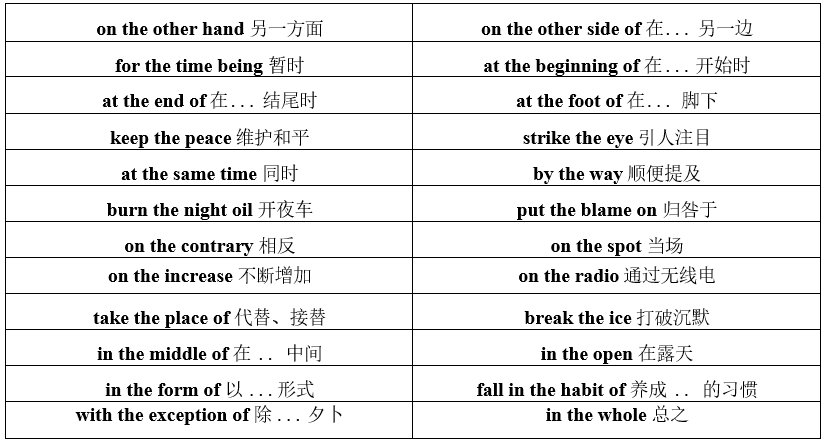 on the other hand 另一方面
on the other side of 在... 另一边
for the time being 暂时
at the beginning of 在... 开始时
at the end of 在... 结尾时
at the foot of 在... 脚下
keep the peace 维护和平
strike the eye 引人注目
at the same time 同时
by the way 顺便提及
burn the night oil 开夜车
put the blame on 归咎于
on the contrary 相反
on the spot 当场
on the increase 不断增加
on the radio 通过无线电
take the place of 代替、接替
break the ice 打破沉默
in the middle of 在 .. 中间
in the open 在露天
in the form of 以 ... 形式
fall in the habit of 养成 .. 的习惯
with the exception of 除 ... 夕卜
in the whole 总之